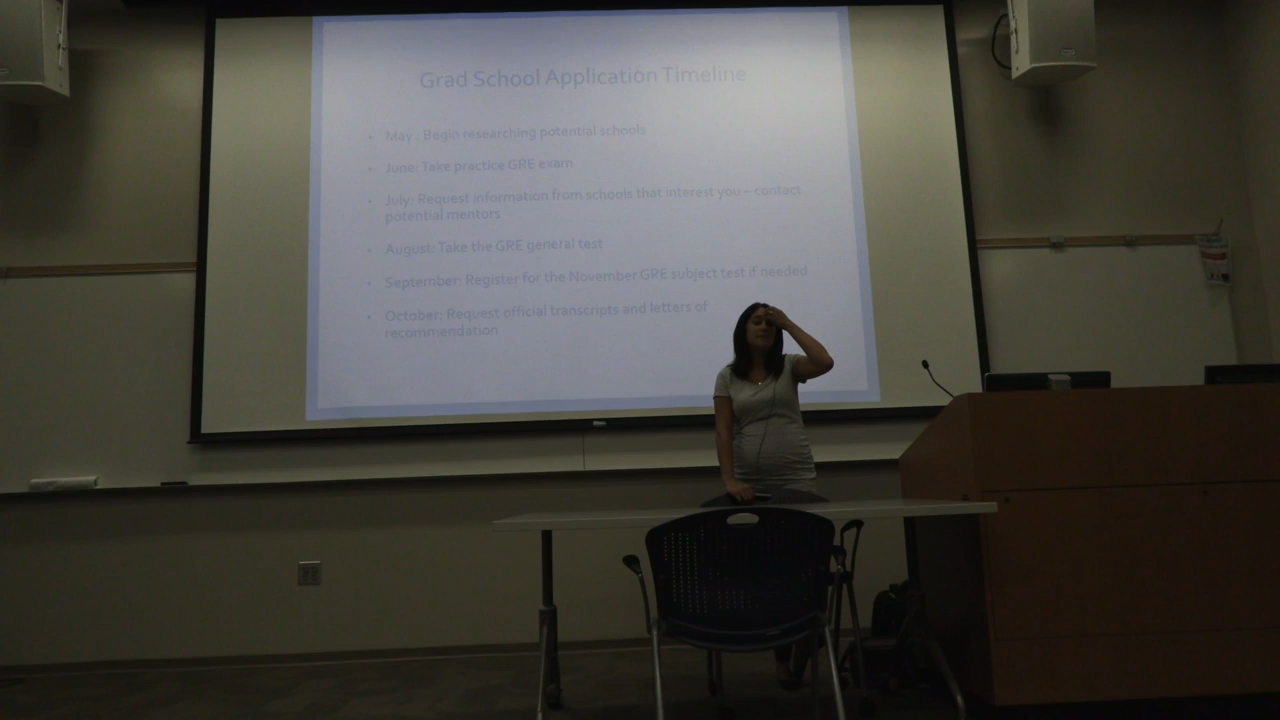 Grad School Application Timeline
• May : Begin researching potential schools
• June: Take practice GRE exam
• July: Request information from schools that interest you – contact
potential mentors
• August: Take the GRE general test
• September: Register for the November GRE subject test if needed
• October: Request official transcripts and letters of
recommendation